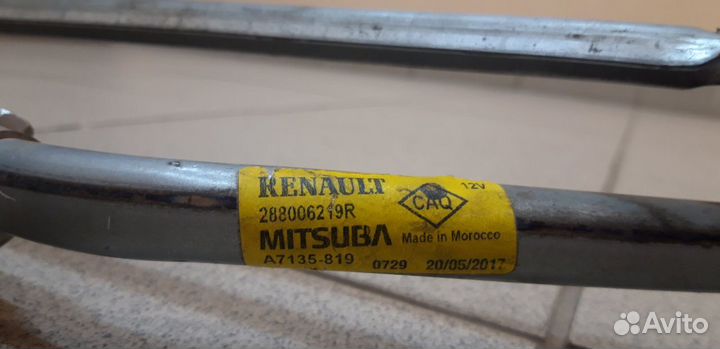 RENAULT
12V
288006219R
CAQ
MITSUBA Made in Morocco
A7135-819 0729 20/05/2017
Avito